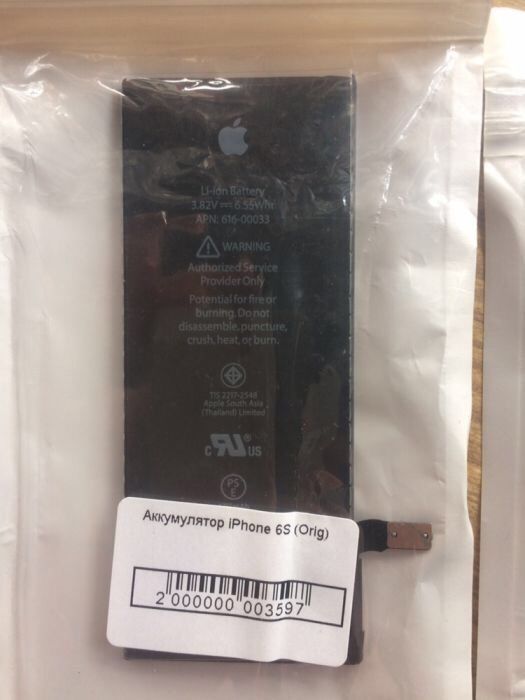 Li-ion Battery
3.82V ⎓ 6.55Whr
APN: 616-00033
WARNING
Authorized Service
Provider Only
Potential for fire or
burning. Do not
disassemble, puncture,
crush, heat, or burn.
TIS 2217-2548
Apple South Asia
(Thailand) Limited
c RU ® US
PS
E
Аккумулятор iPhone 6S (Orig)
2 000000 003597